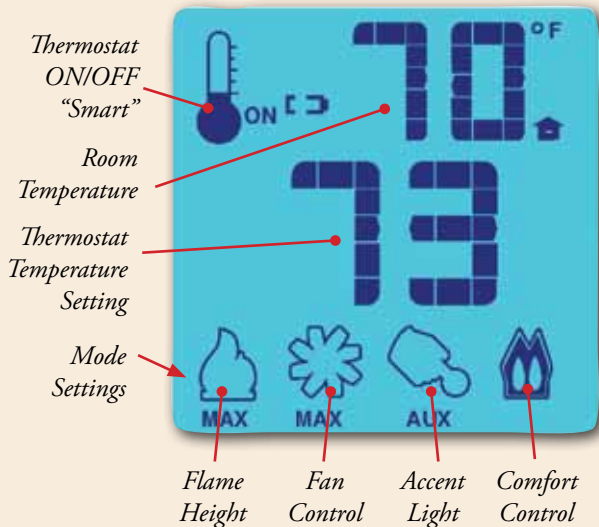 Thermostat
ON/OFF
“Smart”
ON
70 °F
Room
Temperature
73
Thermostat
Temperature
Setting
Mode
Settings
MAX MAX AUX
Flame Fan Accent Comfort
Height Control Light Control